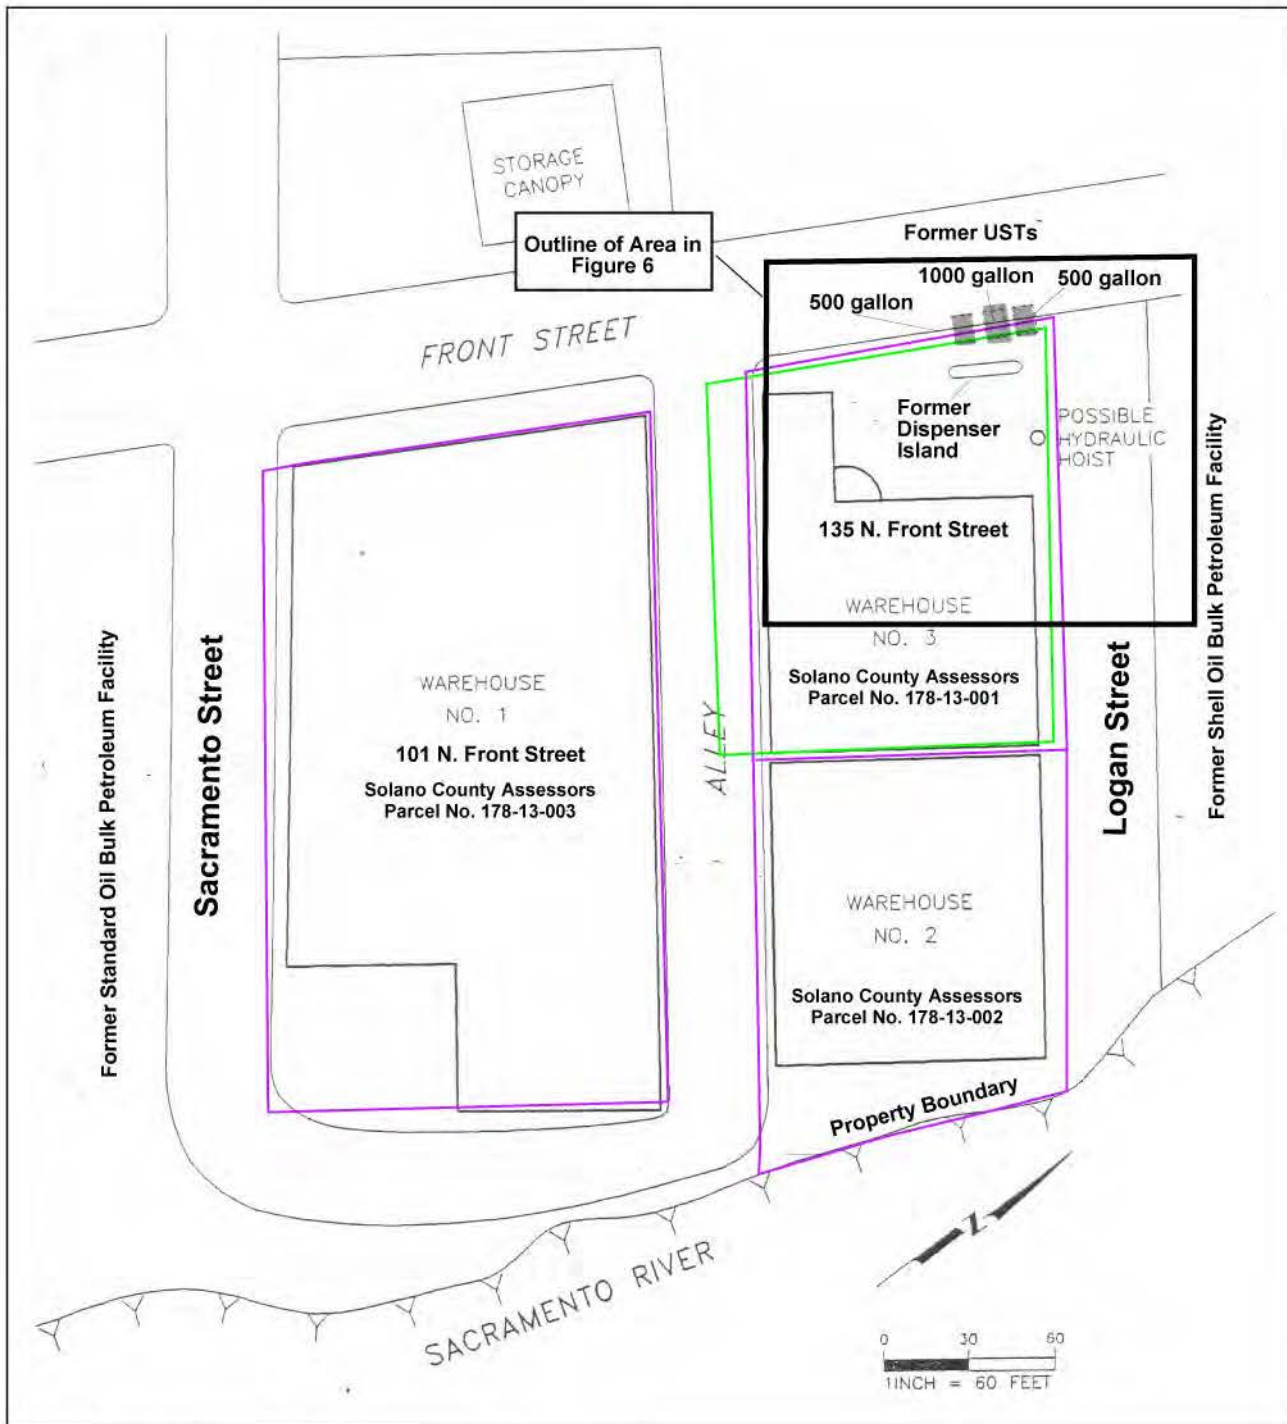 STORAGE
CANOPY
Outline of Area in
Figure 6
Former USTs
1000 gallon
500 gallon
500 gallon
FRONT STREET
Former
Dispenser
Island
POSSIBLE
HYDRAULIC
HOIST
135 N. Front Street
WAREHOUSE
NO. 3
Solano County Assessors
Parcel No. 178-13-001
WAREHOUSE
NO. 1
101 N. Front Street
Solano County Assessors
Parcel No. 178-13-003
Former Standard Oil Bulk Petroleum Facility
Sacramento Street
ALLEY
Logan Street
Former Shell Oil Bulk Petroleum Facility
WAREHOUSE
NO. 2
Solano County Assessors
Parcel No. 178-13-002
Property Boundary
Z
SACRAMENTO RIVER
0 30 60
1INCH = 60 FEET